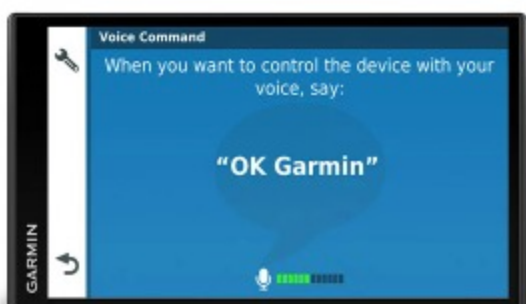 Voice Command
When you want to control the device with your
voice, say:
“OK Garmin”
GARMIN